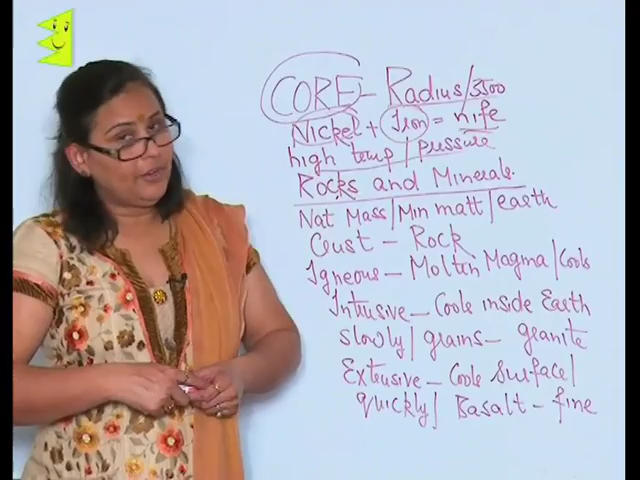 CORE - Radius/3500
Nickel + Iron = nife
high temp / pressure
Rocks and Minerals.
Nat Mass / Min matt / earth
Crust - Rock
Igneous - Molten Magma / Cools
Intrusive - Cools inside Earth
slowly / grains - granite
Extrusive - Cools Surface /
quickly / Basalt - fine